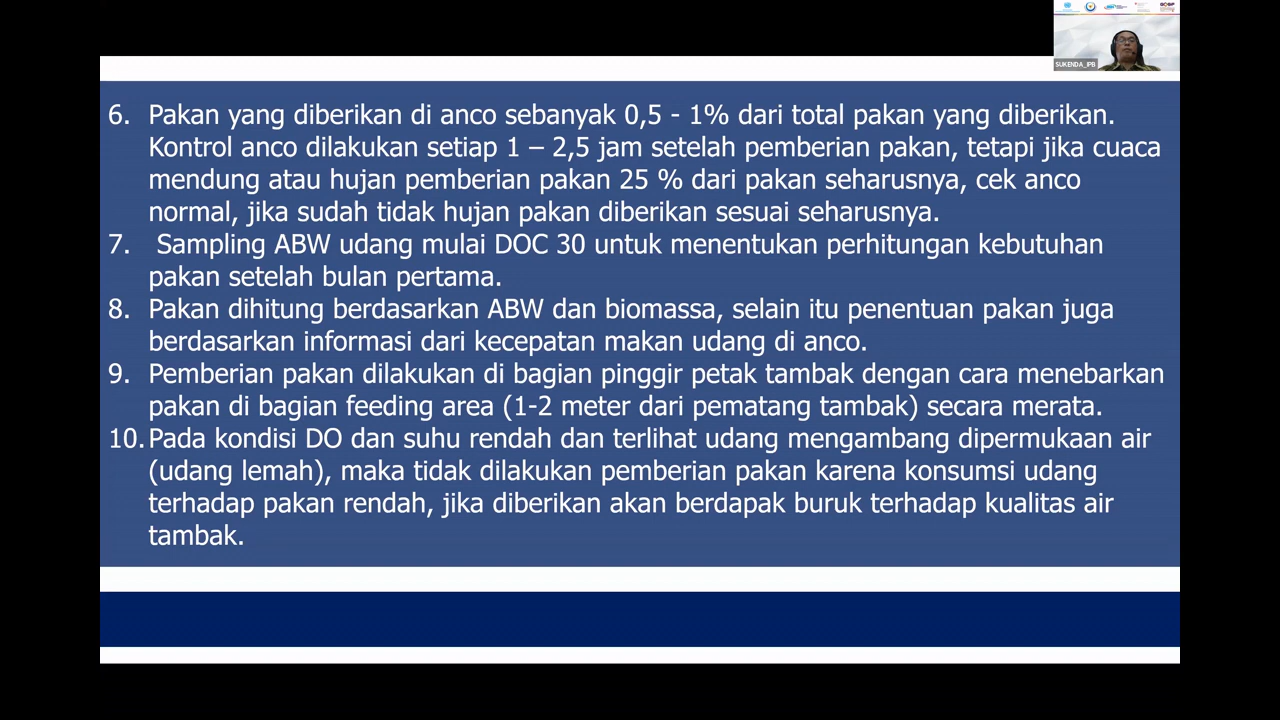 SUKENDA_IPB
6. Pakan yang diberikan di anco sebanyak 0,5 - 1% dari total pakan yang diberikan.
Kontrol anco dilakukan setiap 1 – 2,5 jam setelah pemberian pakan, tetapi jika cuaca
mendung atau hujan pemberian pakan 25 % dari pakan seharusnya, cek anco
normal, jika sudah tidak hujan pakan diberikan sesuai seharusnya.
7. Sampling ABW udang mulai DOC 30 untuk menentukan perhitungan kebutuhan
pakan setelah bulan pertama.
8. Pakan dihitung berdasarkan ABW dan biomassa, selain itu penentuan pakan juga
berdasarkan informasi dari kecepatan makan udang di anco.
9. Pemberian pakan dilakukan di bagian pinggir petak tambak dengan cara menebarkan
pakan di bagian feeding area (1-2 meter dari pematang tambak) secara merata.
10. Pada kondisi DO dan suhu rendah dan terlihat udang mengambang dipermukaan air
(udang lemah), maka tidak dilakukan pemberian pakan karena konsumsi udang
terhadap pakan rendah, jika diberikan akan berdapak buruk terhadap kualitas air
tambak.